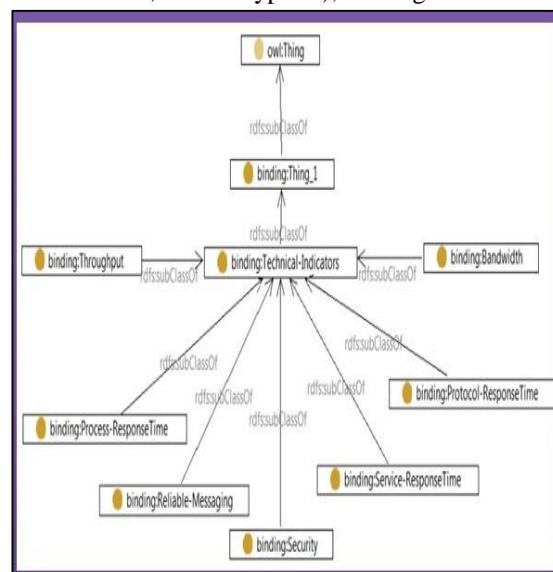 owl:Thing
rdfs:subClassOf
binding:Thing_1
rdfs:subClassOf
binding:Throughput
binding:Technical-Indicators
binding:Bandwidth
rdfs:subClassOf
rdfs:subClassOf
rdfs:subClassOf
rdfs:subClassOf
binding:Protocol-ResponseTime
rdfs:subClassOf
rdfs:subClassOf
rdfs:subClassOf
binding:Process-ResponseTime
binding:Service-ResponseTime
binding:Reliable-Messaging
binding:Security